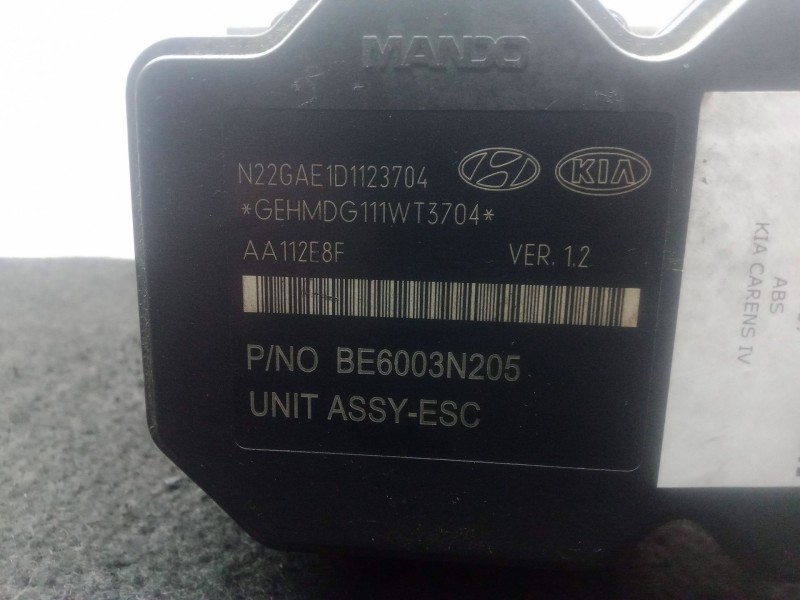 MANDO
N22GAE1D1123704
KIA
*GEHMDG111WT3704*
AA112E8F VER. 1.2
P/NO BE6003N205
UNIT ASSY-ESC
ABS
KIA CARENS IV